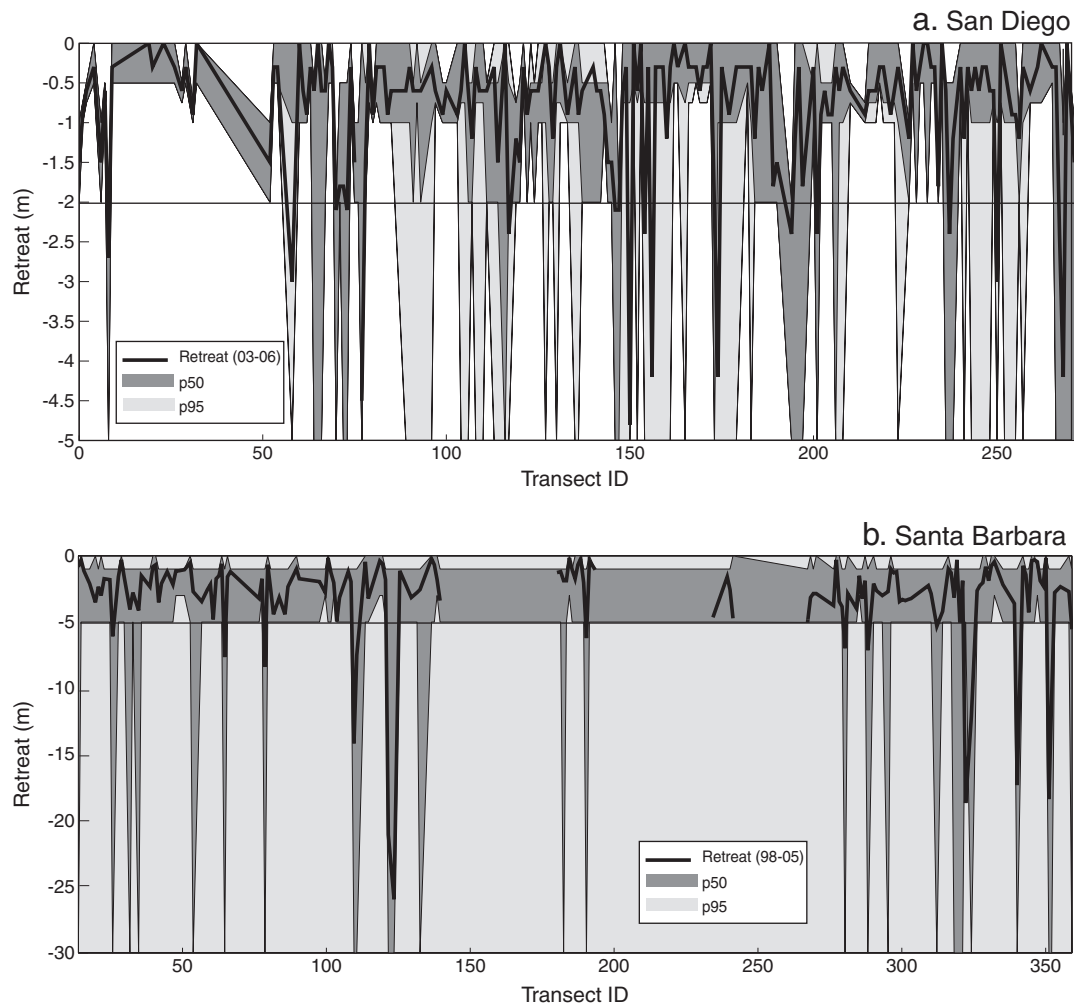 a. San Diego
0
-0.5
-1
-1.5
-2
-2.5
-3
-3.5
-4
-4.5
-5
Retreat (m)
Retreat (03-06)
p50
p95
0 50 100 150 200 250
Transect ID
b. Santa Barbara
0
-5
-10
-15
-20
-25
-30
Retreat (m)
Retreat (98-05)
p50
p95
50 100 150 200 250 300 350
Transect ID